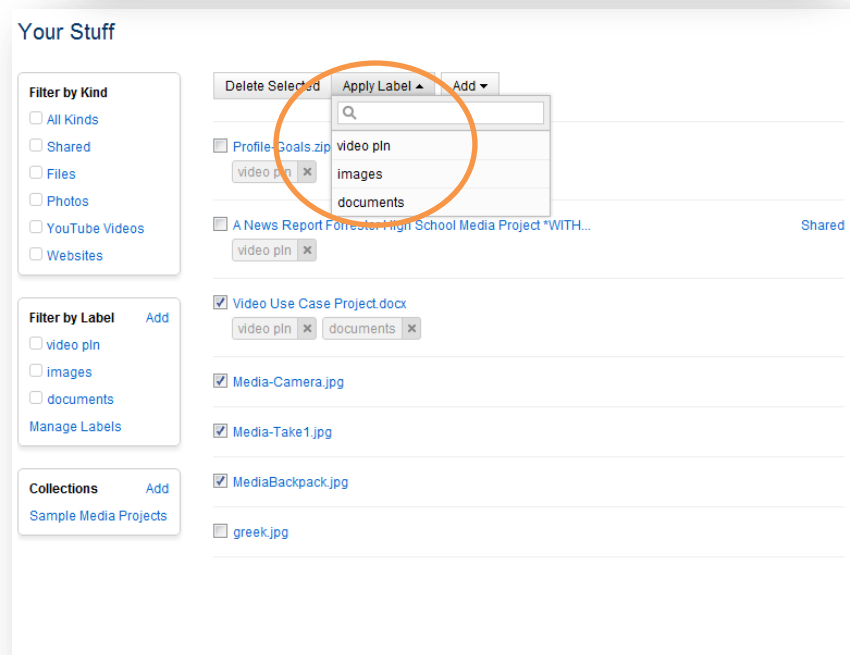 Your Stuff
Filter by Kind
All Kinds
Shared
Files
Photos
YouTube Videos
Websites
Filter by Label Add
video pln
images
documents
Manage Labels
Collections Add
Sample Media Projects
Delete Selected Apply Label Add
video pln
images
documents
Profile-Goals.zip
video pln
A News Report Forrester High School Media Project *WITH... Shared
video pln
Video Use Case Project.docx
video pln documents
Media-Camera.jpg
Media-Take1.jpg
MediaBackpack.jpg
greek.jpg